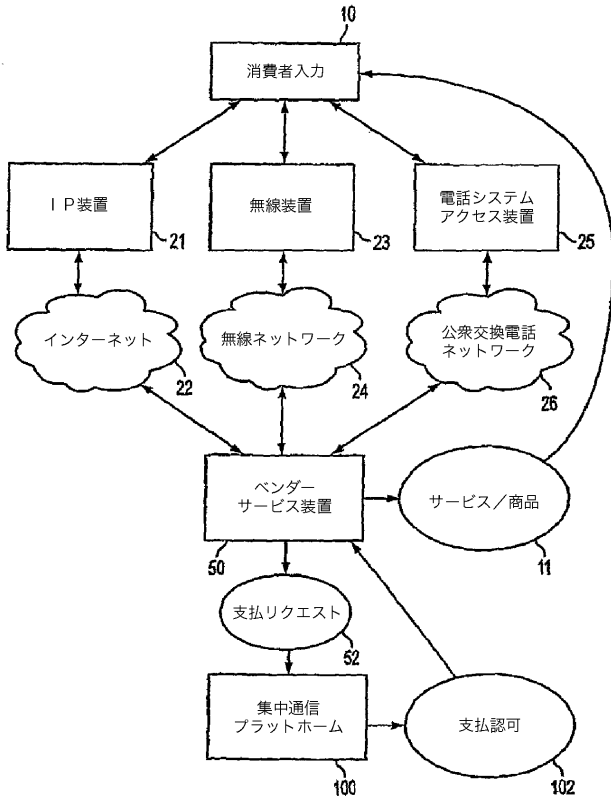 10
消費者入力
IP装置
21
無線装置
23
電話システム
アクセス装置
25
インターネット
22
無線ネットワーク
24
公衆交換電話
ネットワーク
26
ベンダー
サービス装置
50
サービス/商品
11
支払リクエスト
52
集中通信
プラットホーム
100
支払認可
102